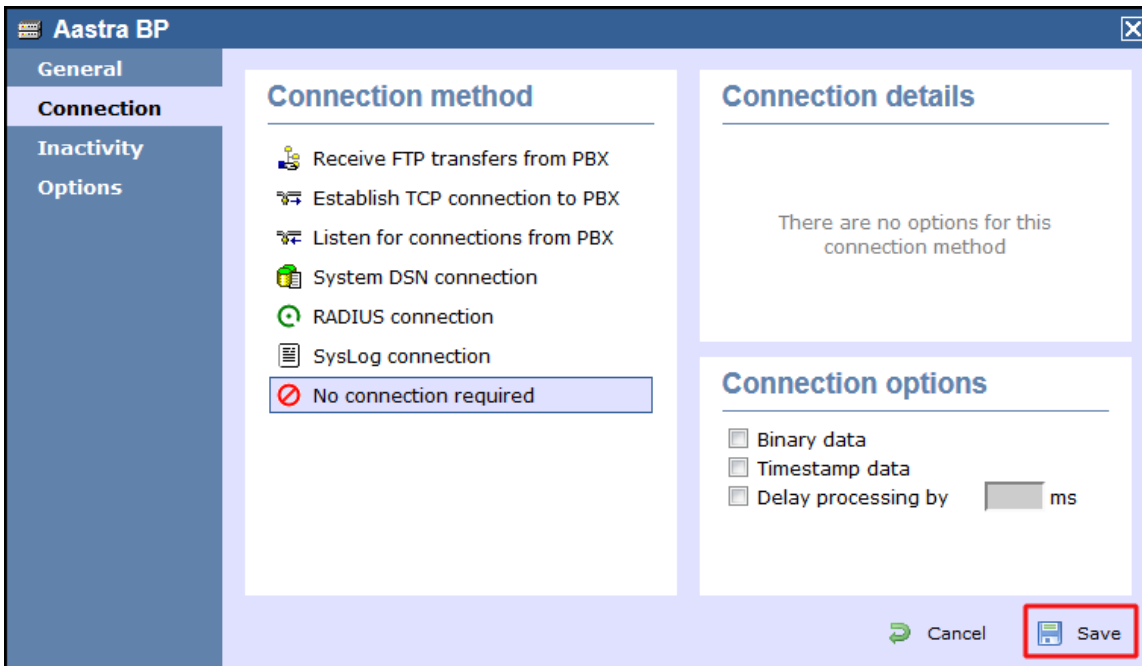 Aastra BP
General
Connection
Inactivity
Options
Connection method
Receive FTP transfers from PBX
Establish TCP connection to PBX
Listen for connections from PBX
System DSN connection
RADIUS connection
SysLog connection
No connection required
Connection details
There are no options for this
connection method
Connection options
Binary data
Timestamp data
Delay processing by ms
Cancel Save